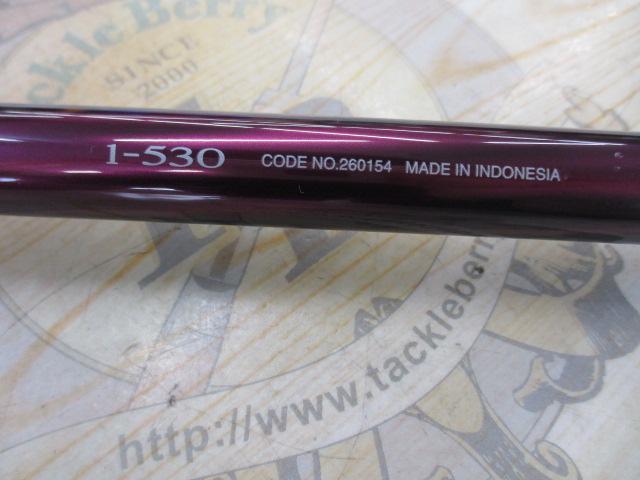 ckle Berry
SINCE
2000
1-530 CODE NO.260154 MADE IN INDONESIA
http://www.tackleberry